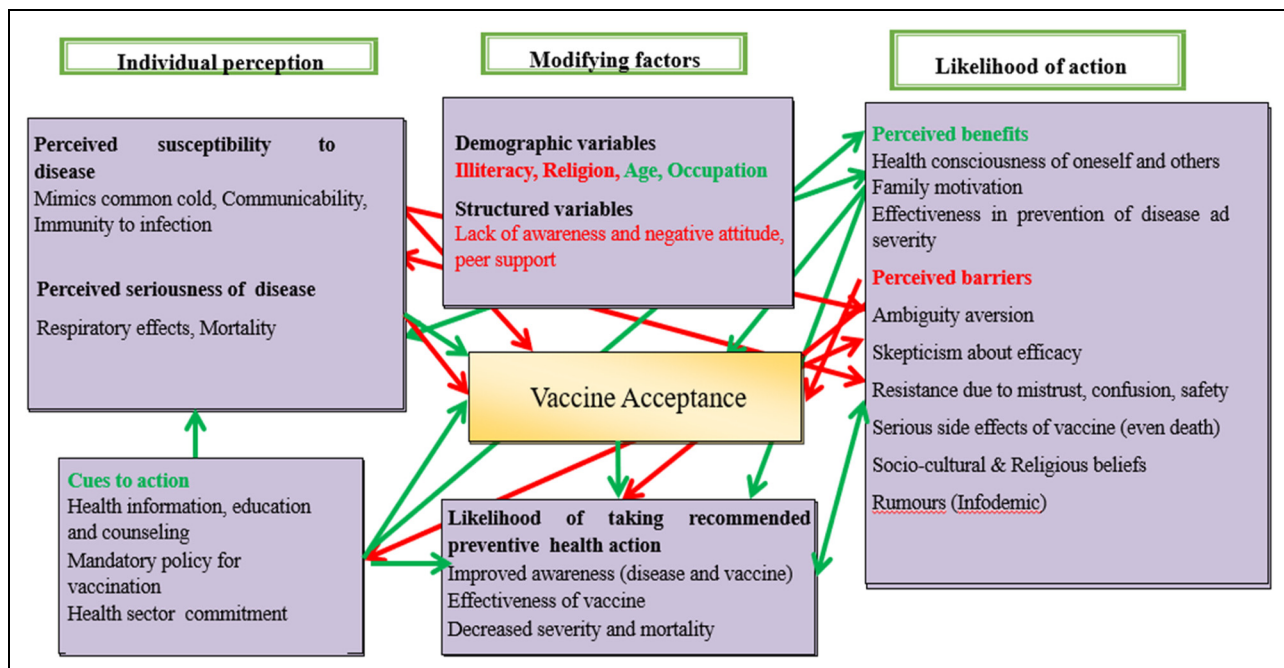 Individual perception
Modifying factors
Likelihood of action
Perceived susceptibility to
disease
Mimics common cold, Communicability,
Immunity to infection
Perceived seriousness of disease
Respiratory effects, Mortality
Demographic variables
Illiteracy, Religion, Age, Occupation
Structured variables
Lack of awareness and negative attitude,
peer support
Perceived benefits
Health consciousness of oneself and others
Family motivation
Effectiveness in prevention of disease ad
severity
Perceived barriers
Ambiguity aversion
Skepticism about efficacy
Resistance due to mistrust, confusion, safety
Serious side effects of vaccine (even death)
Socio-cultural & Religious beliefs
Rumours (Infodemic)
Vaccine Acceptance
Cues to action
Health information, education
and counseling
Mandatory policy for
vaccination
Health sector commitment
Likelihood of taking recommended
preventive health action
Improved awareness (disease and vaccine)
Effectiveness of vaccine
Decreased severity and mortality